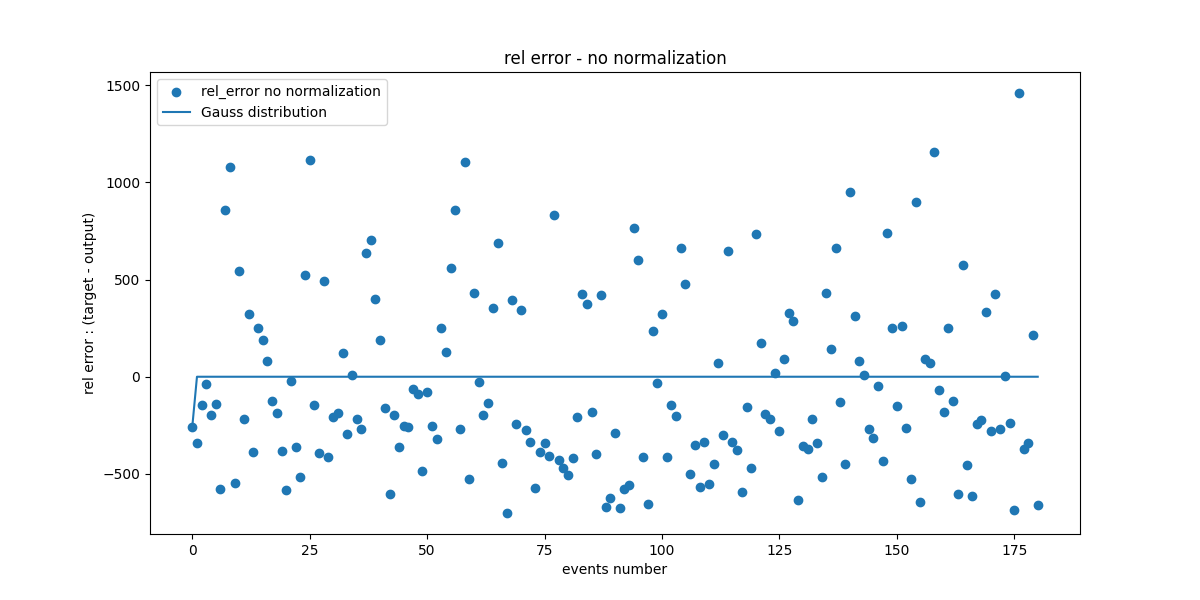 rel error - no normalization
rel_error no normalization
Gauss distribution
1500
1000
500
0
−500
rel error : (target - output)
0
25
50
75
100
125
150
175
events number